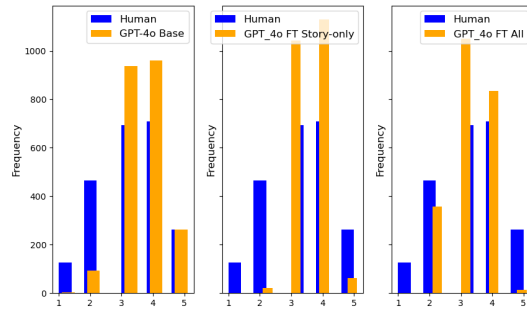 Human
GPT-4o Base
Human
GPT_4o FT Story-only
Human
GPT_4o FT All
Frequency
1000
800
600
400
200
0
1 2 3 4 5
Frequency
1 2 3 4 5
Frequency
1 2 3 4 5